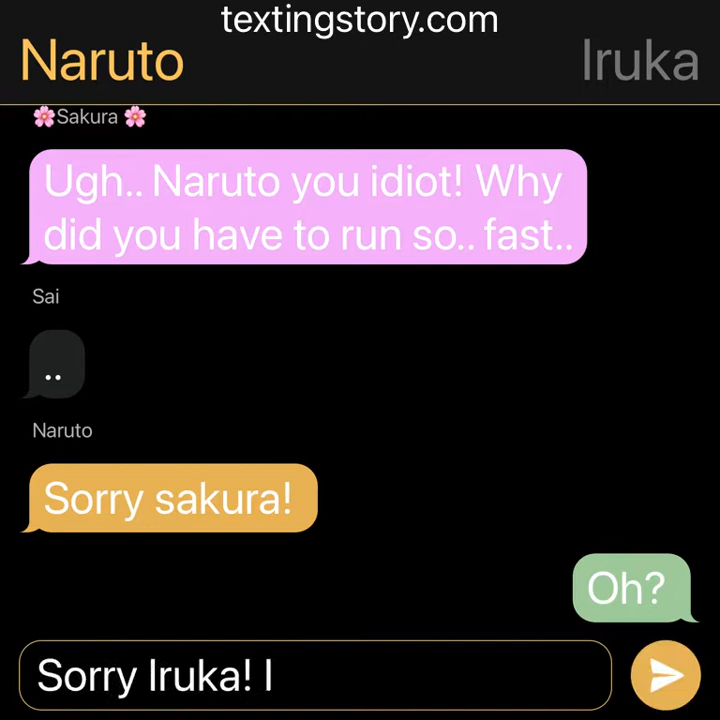 textingstory.com
Naruto Iruka
🌸Sakura 🌸
Ugh.. Naruto you idiot! Why
did you have to run so.. fast..
Sai
..
Naruto
Sorry sakura!
Oh?
Sorry Iruka! I